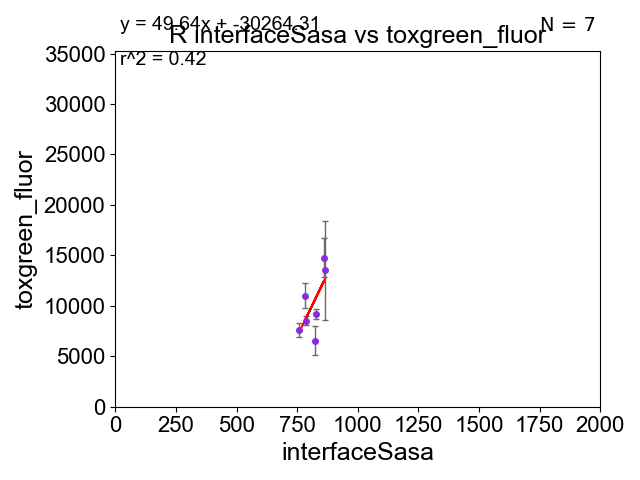 y = 49.64x + -30264.31
N = 7
R interfaceSasa vs toxgreen_fluor
r^2 = 0.42
35000
30000
25000
20000
15000
10000
5000
0
toxgreen_fluor
0 250 500 750 1000 1250 1500 1750 2000
interfaceSasa